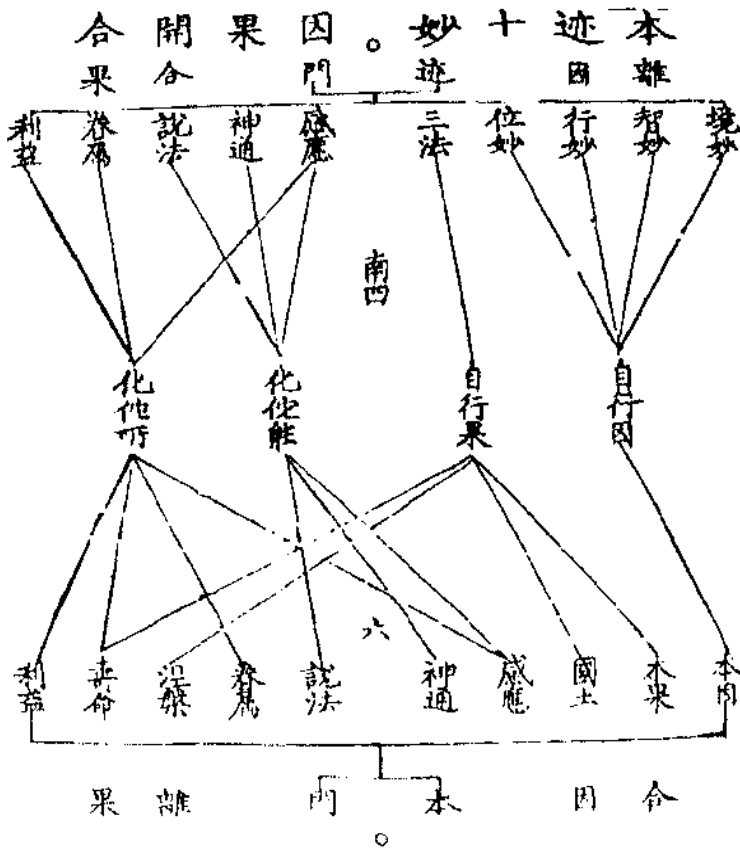 本迹十妙。因果開合
離因 迹門 合果
境妙 智妙 行妙 位妙 三法 感應 神通 說法 眷屬 利益
南四
自行因 自行果 化他能 化他所
六
本因 本果 國土 感應 神通 說法 眷屬 涅槃 壽命 利益
合因 本門 離果
。